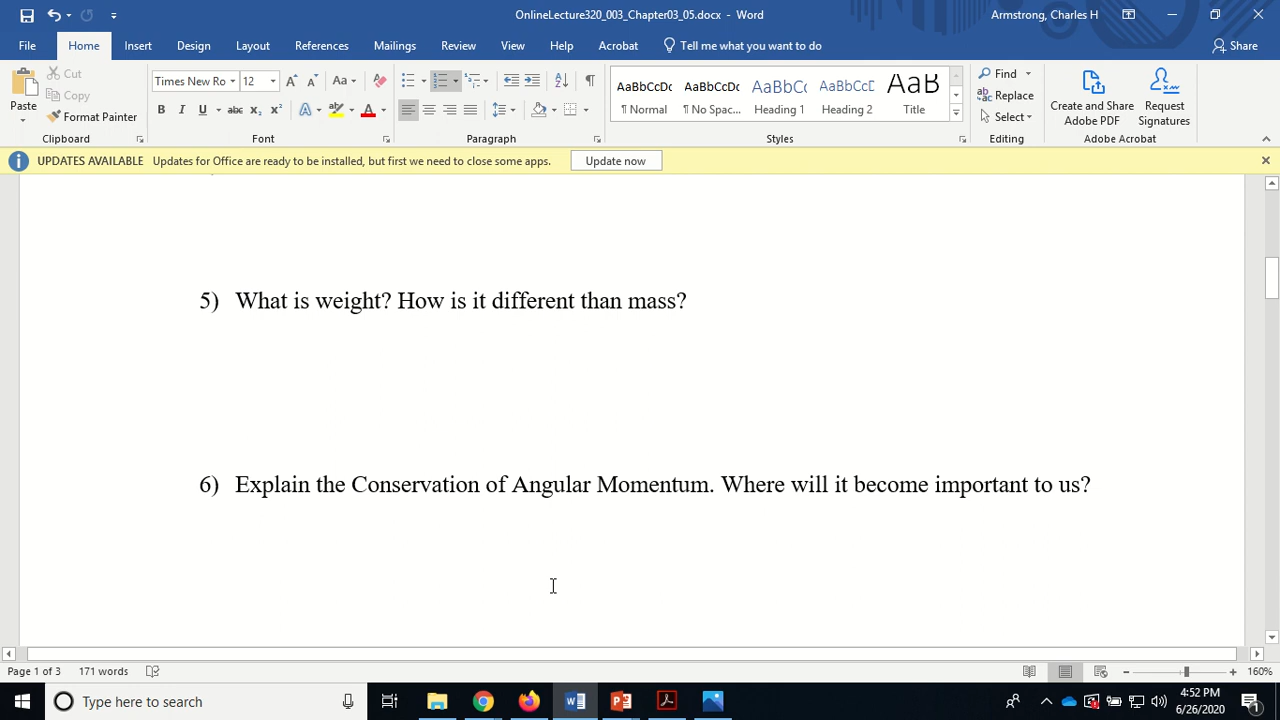 OnlineLecture320_003_Chapter03_05.docx - Word
Armstrong, Charles H
File Home Insert Design Layout References Mailings Review View Help Acrobat Tell me what you want to do Share
Paste
Cut
Copy
Format Painter
Clipboard
Times New Ro 12
Font
Paragraph
AaBbCcDc AaBbCcDc AaBbC AaBbCcD AaB
¶ Normal ¶ No Spac... Heading 1 Heading 2 Title
Styles
Find
Replace
Select
Editing
Create and Share Adobe PDF
Request Signatures
Adobe Acrobat
UPDATES AVAILABLE Updates for Office are ready to be installed, but first we need to close some apps. Update now
5) What is weight? How is it different than mass?
6) Explain the Conservation of Angular Momentum. Where will it become important to us?
Page 1 of 3 171 words 160%
Type here to search
4:52 PM
6/26/2020